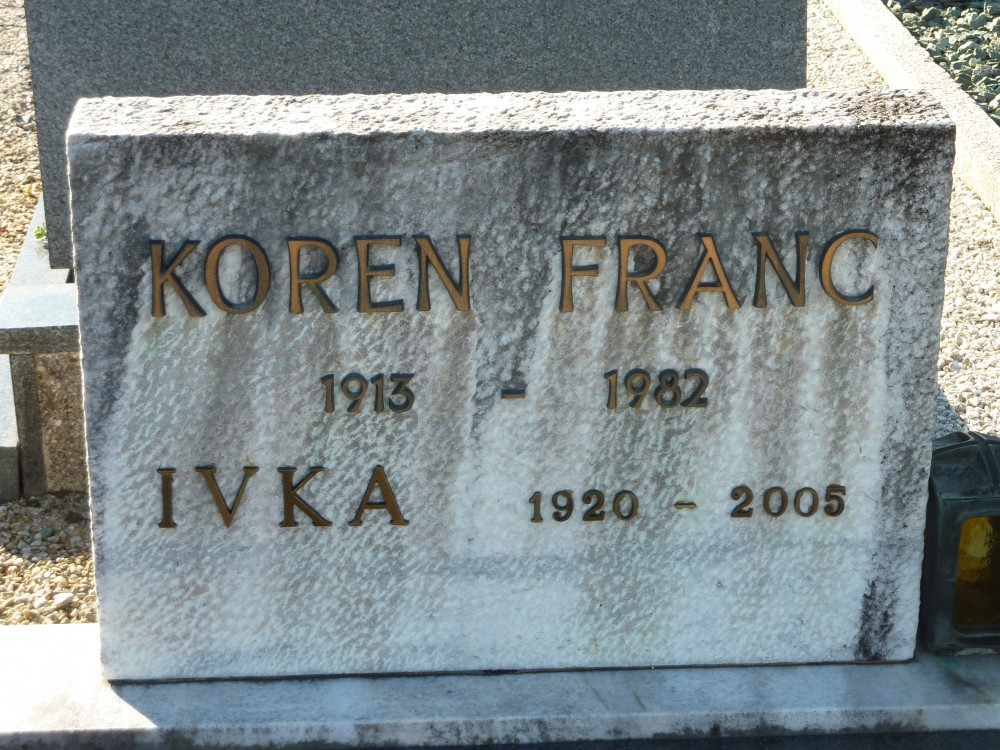 KOREN FRANC
1913 - 1982
IVKA 1920 - 2005